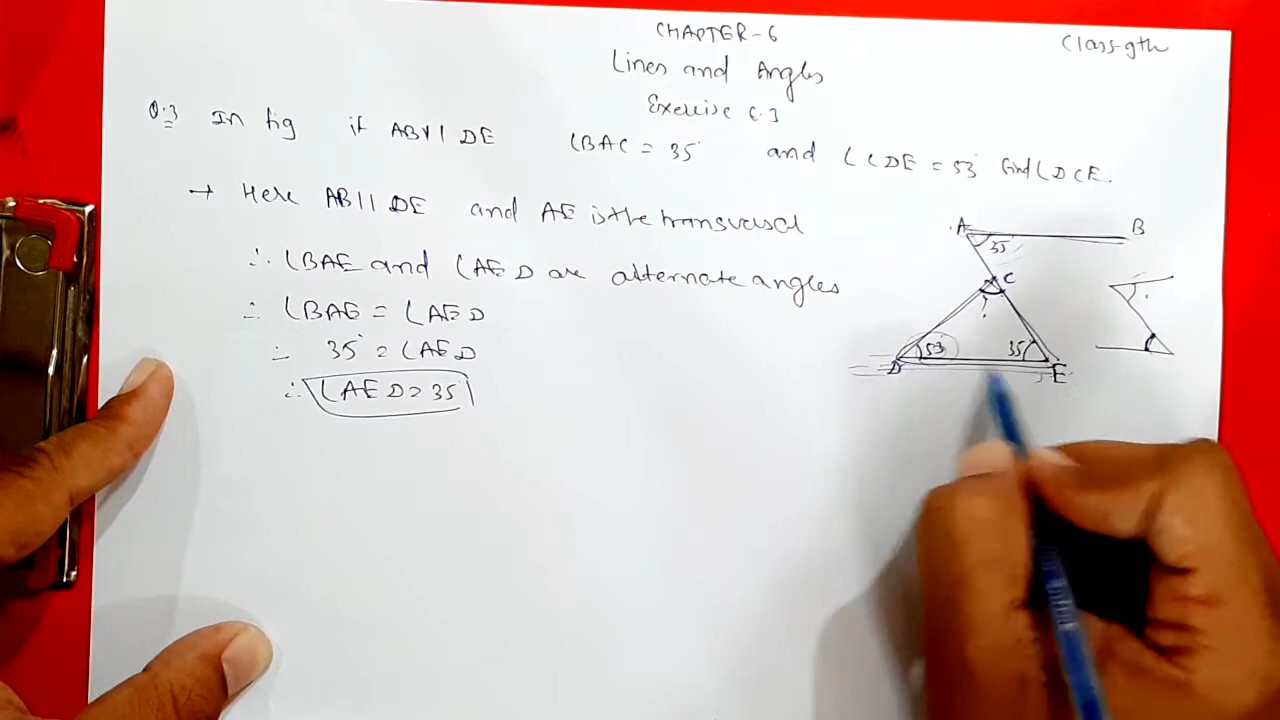 CHAPTER-6
Class-9th
Lines and Angles
Exercise 6.3
Q.3 In fig if AB || DE ∠BAC = 35° and ∠CDE = 53° find ∠DCE.
→ Here AB || DE and AE is the transversal
∴ ∠BAE and ∠AED are alternate angles
∴ ∠BAE = ∠AED
∴ 35° = ∠AED
∴ ∠AED = 35°
A B
35
C
?
53 35
D E